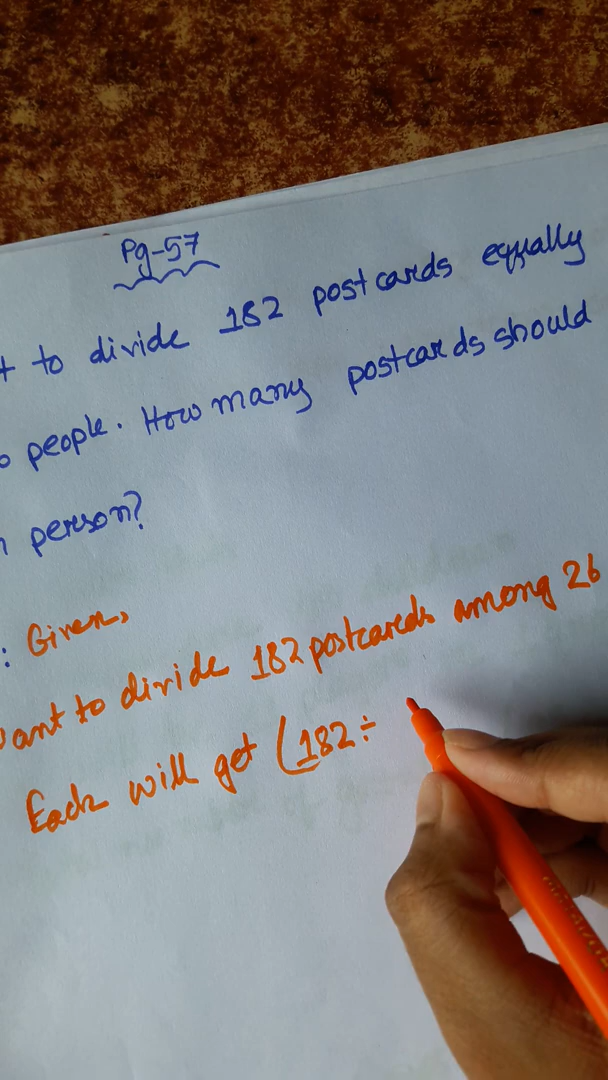 Pg-57
t to divide 182 postcards equally
o people. How many postcards should
n person?
: Given,
want to divide 182 postcards among 26
Each will get (182÷